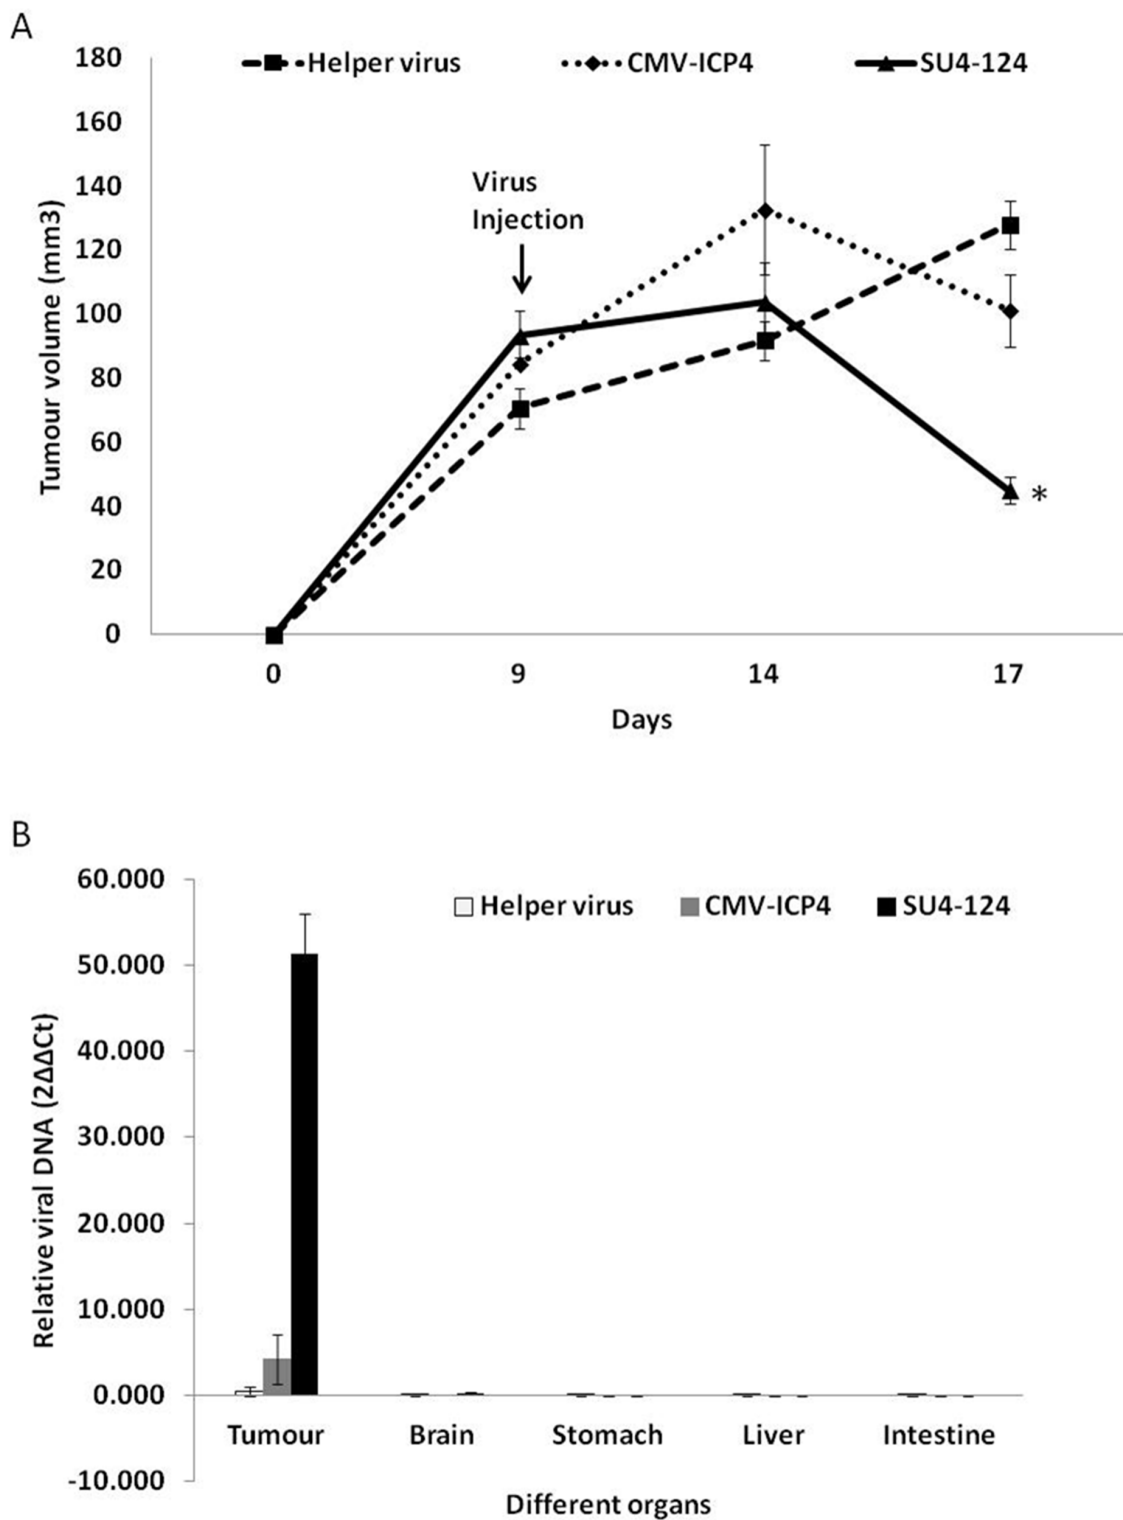 A
Helper virus CMV-ICP4 SU4-124
180
160
140
120
100
80
60
40
20
0
Tumour volume (mm3)
Virus
Injection
*
0 9 14 17
Days
B
Helper virus CMV-ICP4 SU4-124
60.000
50.000
40.000
30.000
20.000
10.000
0.000
-10.000
Relative viral DNA (2ΔΔCt)
Tumour Brain Stomach Liver Intestine
Different organs